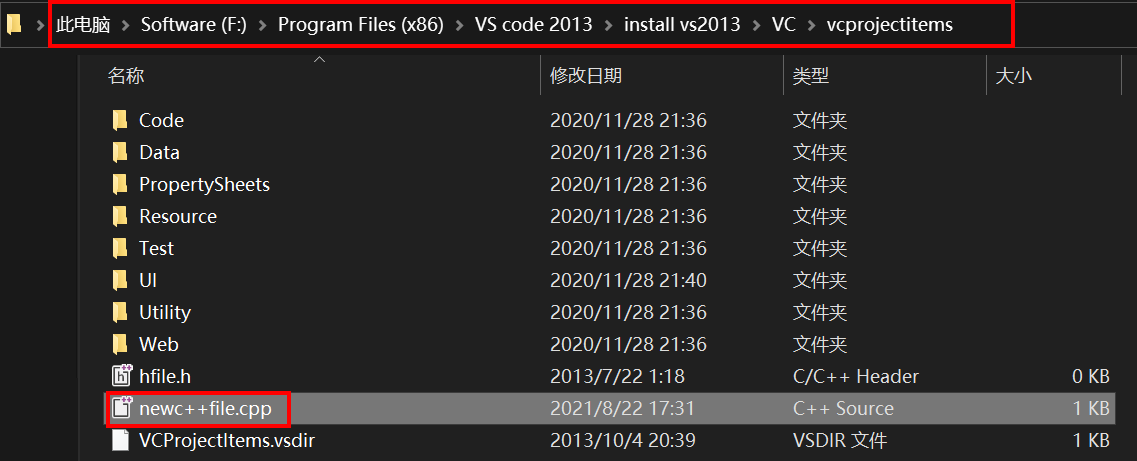 此电脑 Software (F:) Program Files (x86) VS code 2013 install vs2013 VC vcprojectitems
名称 修改日期 类型 大小
Code 2020/11/28 21:36 文件夹
Data 2020/11/28 21:36 文件夹
PropertySheets 2020/11/28 21:36 文件夹
Resource 2020/11/28 21:36 文件夹
Test 2020/11/28 21:36 文件夹
UI 2020/11/28 21:40 文件夹
Utility 2020/11/28 21:36 文件夹
Web 2020/11/28 21:36 文件夹
hfile.h 2013/7/22 1:18 C/C++ Header 0 KB
newc++file.cpp 2021/8/22 17:31 C++ Source 1 KB
VCProjectItems.vsdir 2013/10/4 20:39 VSDIR 文件 1 KB